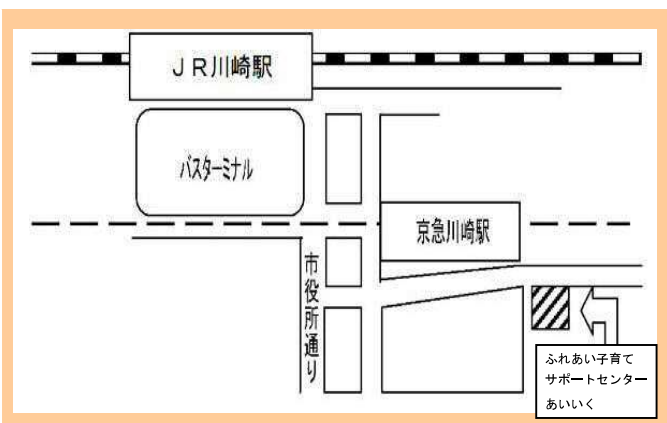 ＪＲ川崎駅
バスターミナル
京急川崎駅
市役所通り
ふれあい子育て
サポートセンター
あいいく